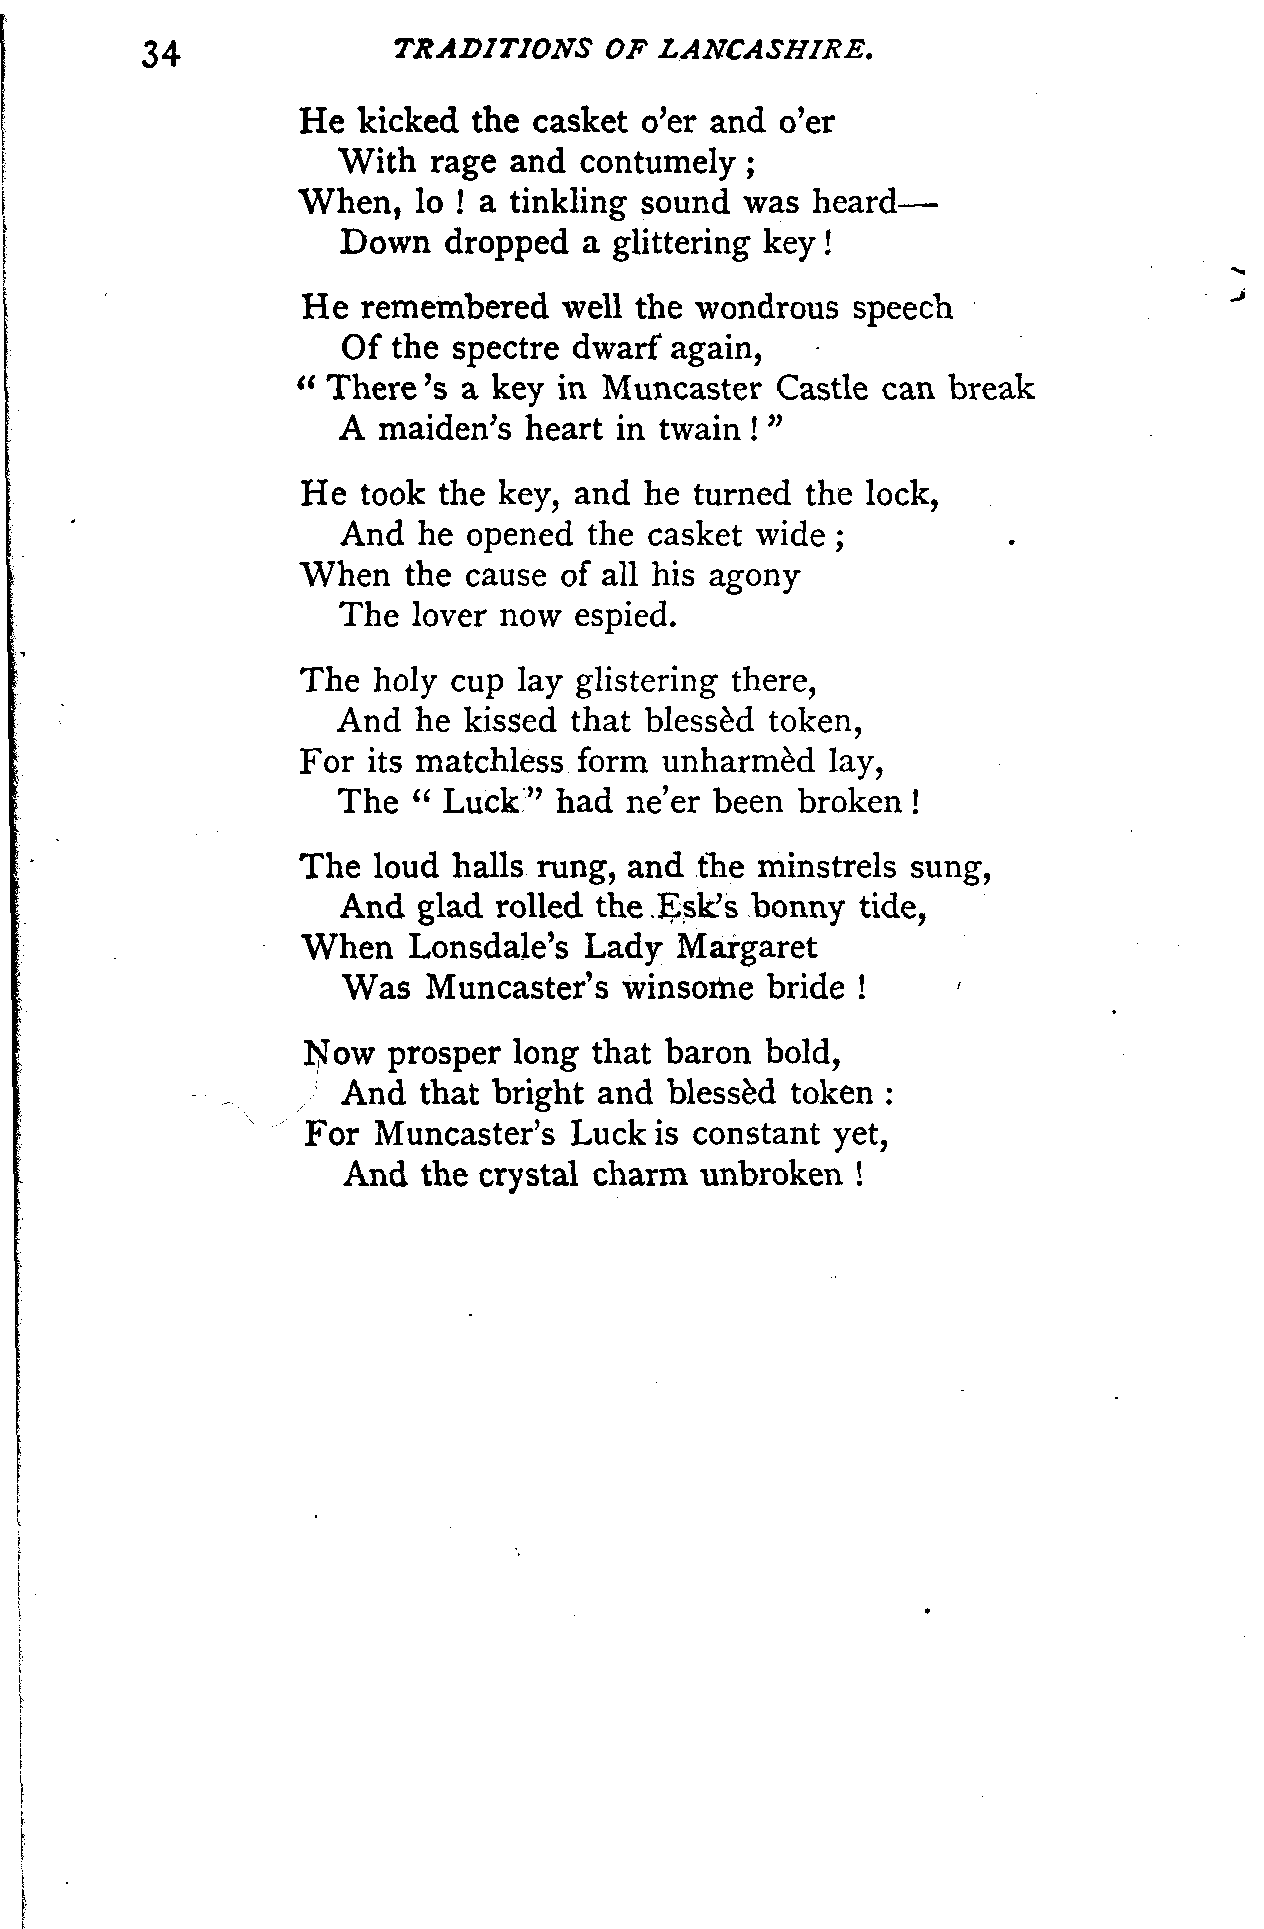 34 TRADITIONS OF LANCASHIRE.
He kicked the casket o'er and o'er
With rage and contumely ;
When, lo ! a tinkling sound was heard—
Down dropped a glittering key !
He remembered well the wondrous speech
Of the spectre dwarf again,
“ There 's a key in Muncaster Castle can break
A maiden's heart in twain ! ”
He took the key, and he turned the lock,
And he opened the casket wide ;
When the cause of all his agony
The lover now espied.
The holy cup lay glistering there,
And he kissed that blessèd token,
For its matchless form unharmèd lay,
The “ Luck ” had ne'er been broken !
The loud halls rung, and the minstrels sung,
And glad rolled the Esk's bonny tide,
When Lonsdale's Lady Margaret
Was Muncaster's winsome bride !
Now prosper long that baron bold,
And that bright and blessèd token :
For Muncaster's Luck is constant yet,
And the crystal charm unbroken !